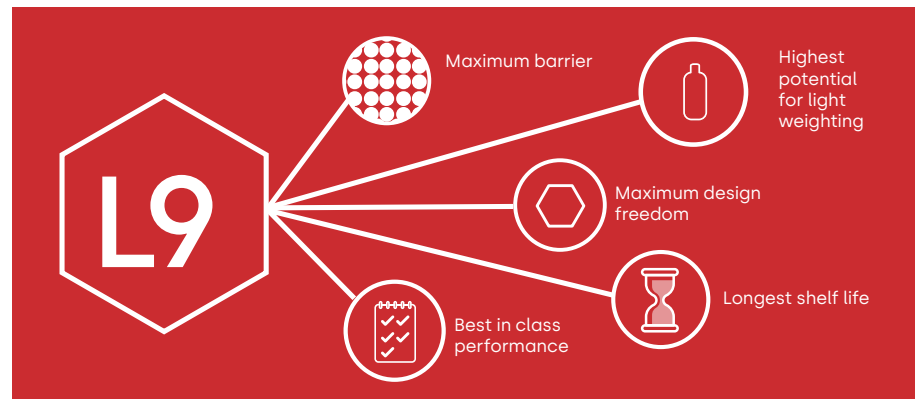 L9
Maximum barrier
Highest
potential
for light
weighting
Maximum design
freedom
Longest shelf life
Best in class
performance